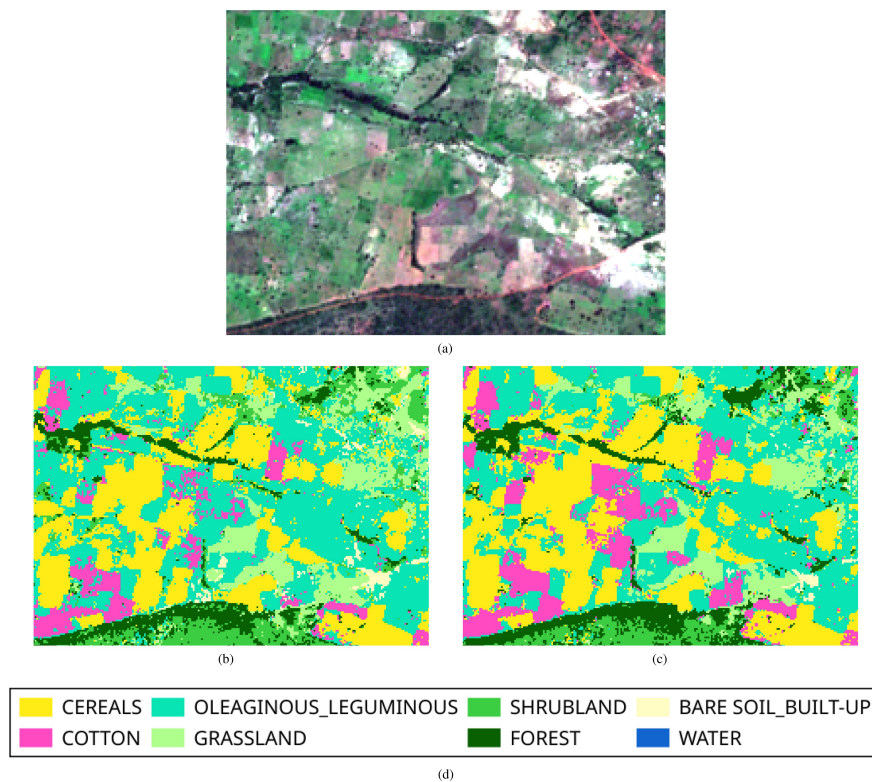 (a)
(b) (c)
CEREALS OLEAGINOUS_LEGUMINOUS SHRUBLAND BARE SOIL_BUILT-UP
COTTON GRASSLAND FOREST WATER
(d)